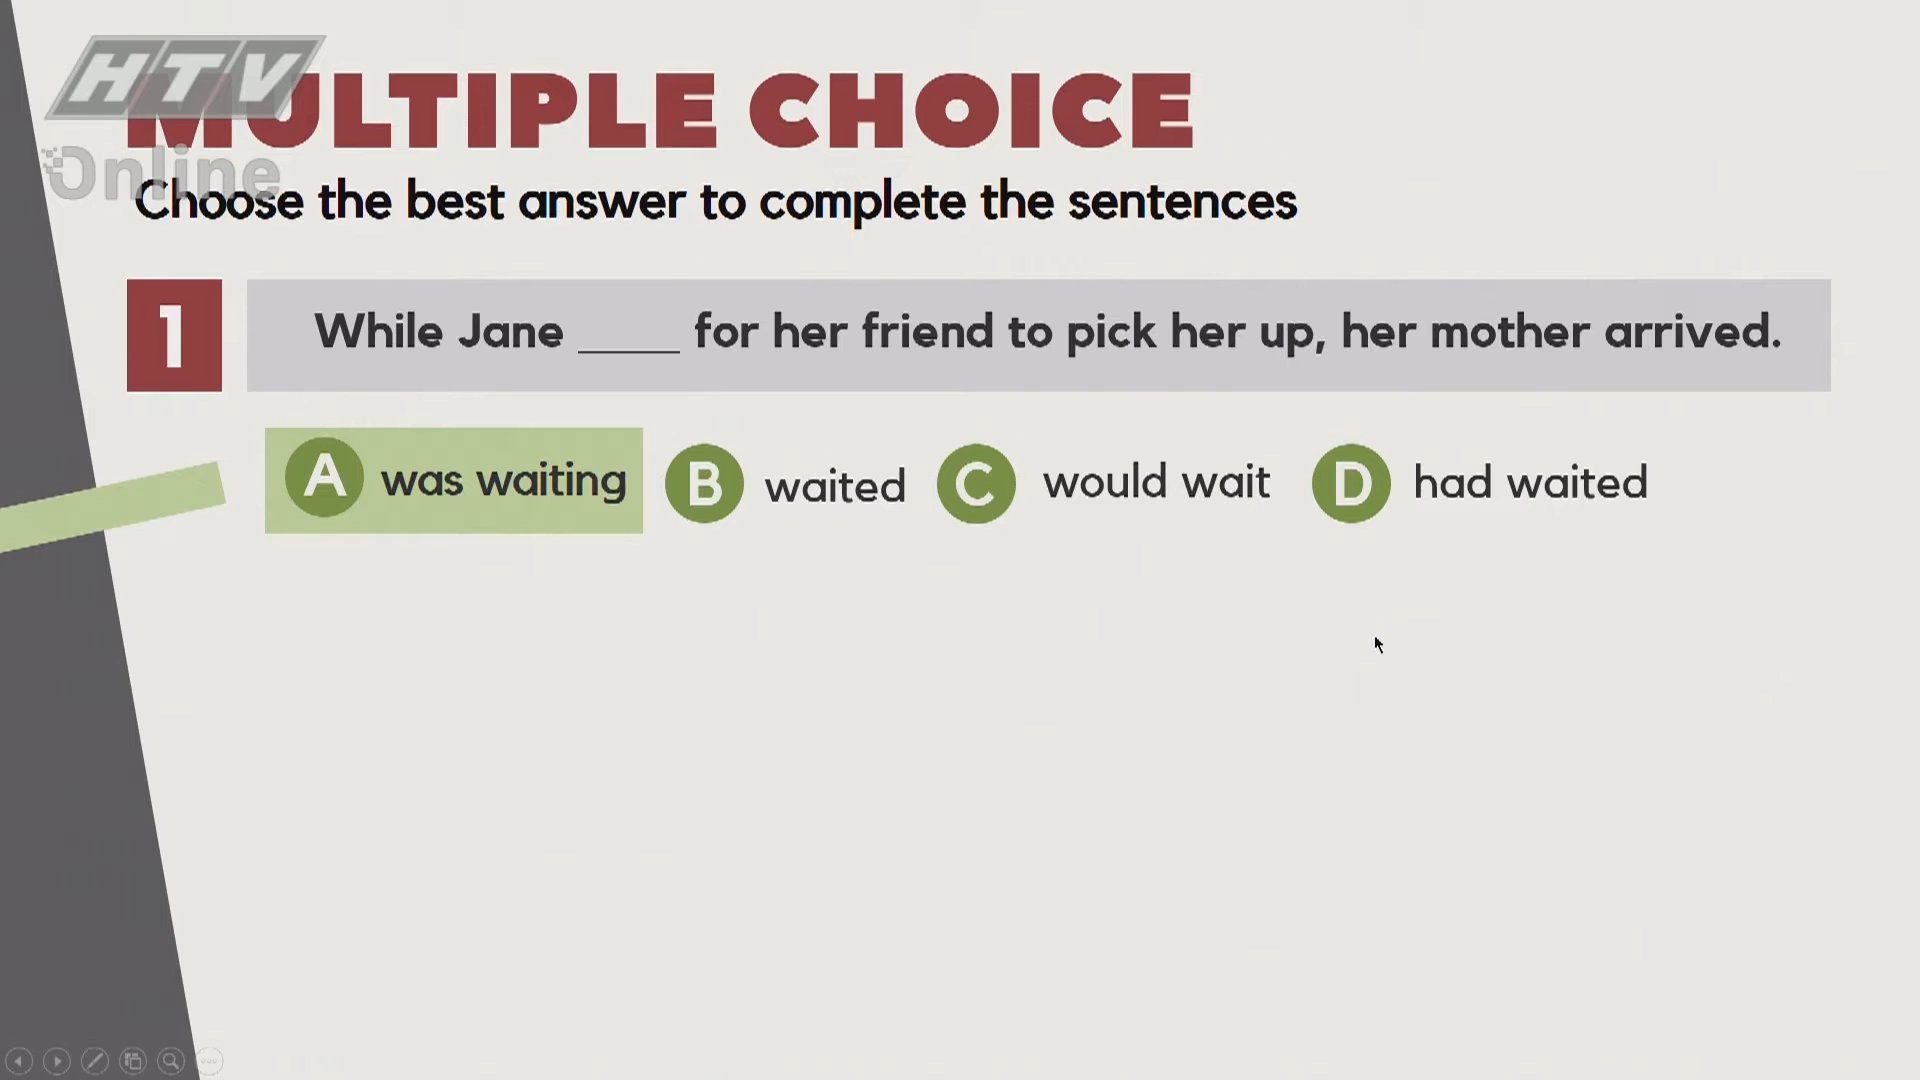 HTV
Online
MULTIPLE CHOICE
Choose the best answer to complete the sentences
1 While Jane ____ for her friend to pick her up, her mother arrived.
A was waiting B waited C would wait D had waited